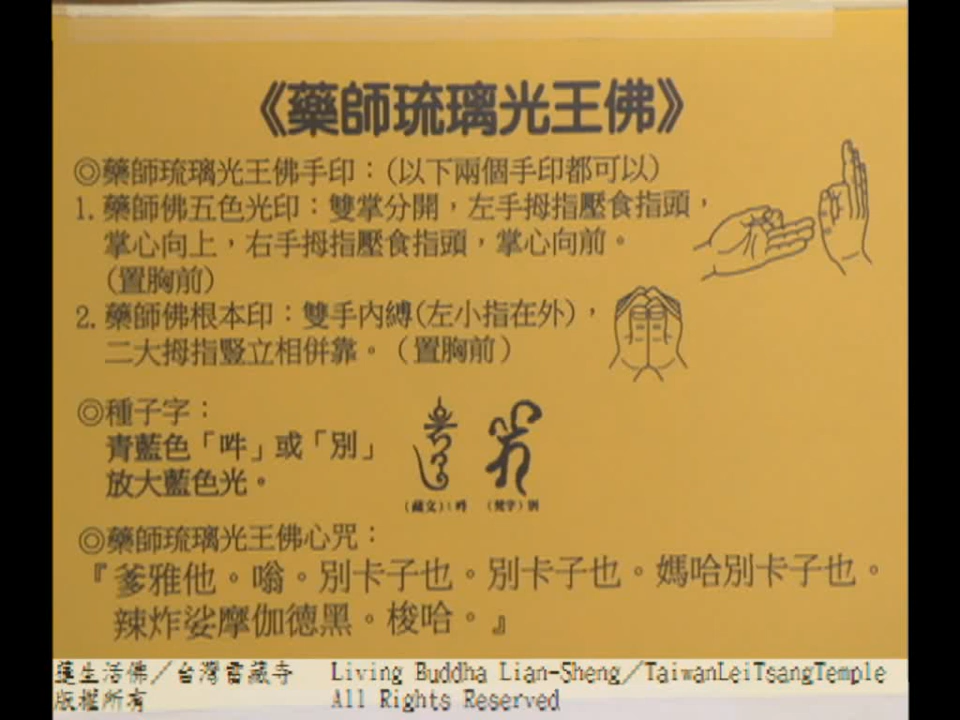 《藥師琉璃光王佛》
◎藥師琉璃光王佛手印：(以下兩個手印都可以)
1. 藥師佛五色光印：雙掌分開，左手拇指壓食指頭，
掌心向上，右手拇指壓食指頭，掌心向前。
(置胸前)
2. 藥師佛根本印：雙手內縛(左小指在外)，
二大拇指豎立相併靠。（置胸前）
◎種子字：
青藍色「吽」或「別」
放大藍色光。
(藏文)：吽 (梵字) 別
◎藥師琉璃光王佛心咒：
『爹雅他。嗡。別卡子也。別卡子也。媽哈別卡子也。
辣炸娑摩伽德黑。梭哈。』
蓮生活佛／台灣雷藏寺 Living Buddha Lian-Sheng／TaiwanLeiTsangTemple
版權所有 All Rights Reserved